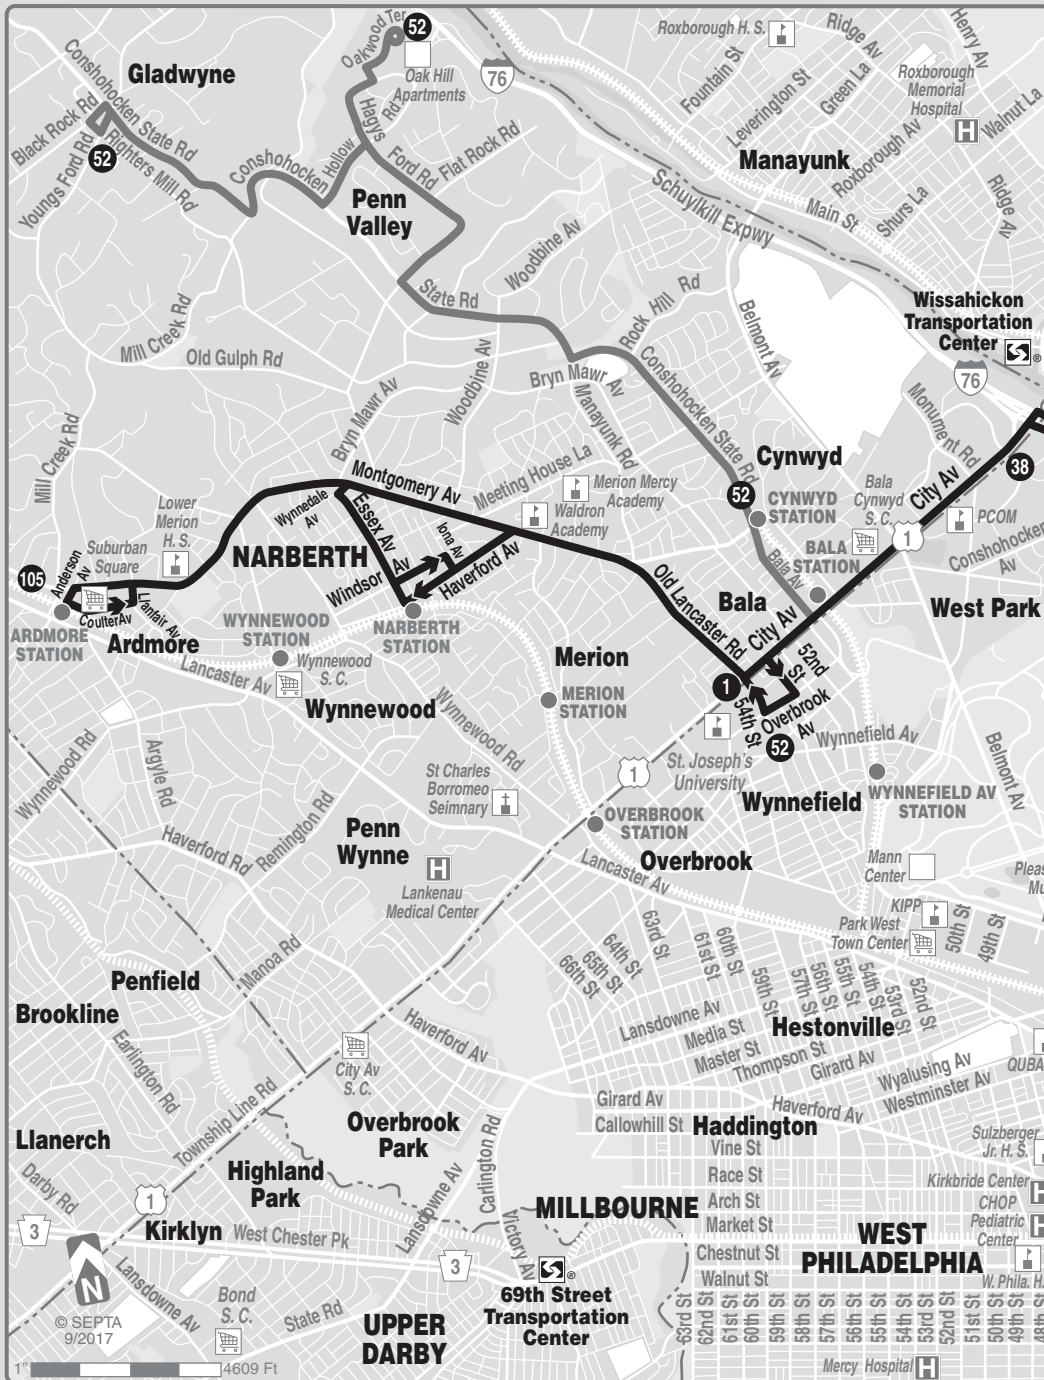 Oakwood Ter
52
Oak Hill
Apartments
76
Roxborough H. S.
Ridge Av
Henry Av
Fountain St
Leverington St
Green La
Roxborough
Memorial
Hospital
H
Walnut La
Gladwyne
Conshohocken State Rd
Black Rock Rd
52
Righters Mill Rd
Youngs Ford Rd
Conshohocken
Hollow
Hagys
Rd
Ford Rd
Flat Rock Rd
Penn
Valley
Manayunk
Roxborough Av
Main St
Shurs La
Ridge Av
Schuylkill Expwy
Woodbine Av
State Rd
Rock Hill Rd
Belmont Av
Wissahickon
Transportation
Center
®
76
Mill Creek Rd
Old Gulph Rd
Bryn Mawr Av
Woodbine Av
Bryn Mawr Av
Manayunk Rd
Conshohocken State Rd
Monument Rd
Mill Creek Rd
Cynwyd
38
City Av
Montgomery Av
Meeting House La
Merion Mercy
Academy
Waldron
Academy
52
CYNWYD
STATION
Bala
Cynwyd
S. C.
1
PCOM
Conshohocken
Av
BALA
STATION
Bala Av
Lower
Merion
H. S.
Suburban
Square
Wynnedale
Av
Essex Av
Iona Av
NARBERTH
Windsor Av
Haverford Av
105
Anderson
Av
Coulter Av
Llanfair Av
ARDMORE
STATION
Ardmore
WYNNEWOOD
STATION
NARBERTH
STATION
Old Lancaster Rd
Bala
City Av
West Park
Lancaster Av
Wynnewood
S. C.
Wynnewood
Wynnewood Rd
Merion
MERION
STATION
1
52nd
St
54th St
Overbrook
Av
52
Wynnefield Av
St. Joseph's
University
Belmont Av
Wynnewood Rd
Argyle Rd
1
St Charles
Borromeo
Seimnary
Wynnefield
WYNNEFIELD AV
STATION
OVERBROOK
STATION
Haverford Rd
Remington Rd
Penn
Wynne
H
Lankenau
Medical Center
Overbrook
Lancaster Av
Mann
Center
Pleas
Mu
KIPP
Park West
Town Center
50th St
49th St
63rd St
64th St
65th St
66th St
61st St
60th St
59th St
57th St
56th St
55th St
54th St
53rd St
52nd St
Manoa Rd
Penfield
Brookline
Earlington Rd
Haverford Av
City Av
S. C.
Lansdowne Av
Media St
Master St
Thompson St
Hestonville
Girard Av
Wyalusing Av
Westminster Av
QUBA
Township Line Rd
Girard Av
Callowhill St
Haddington
Haverford Av
Vine St
Race St
Arch St
Market St
Chestnut St
Walnut St
Sulzberger
Jr. H. S.
Kirkbride Center
H
CHOP
Pediatric
Center
H
W. Phila. H.
Llanerch
Darby Rd
Overbrook
Park
Carlington Rd
Highland
Park
Lansdowne Av
MILLBOURNE
WEST
PHILADELPHIA
1
3
Kirklyn
West Chester Pk
3
Victory Av
®
69th Street
Transportation
Center
N
Lansdowne Av
Bond
S. C.
State Rd
UPPER
DARBY
63rd St
62nd St
61st St
60th St
59th St
58th St
57th St
56th St
55th St
54th St
53rd St
52nd St
51st St
50th St
49th St
48th St
Mercy Hospital
H
© SEPTA
9/2017
1"
4609 Ft